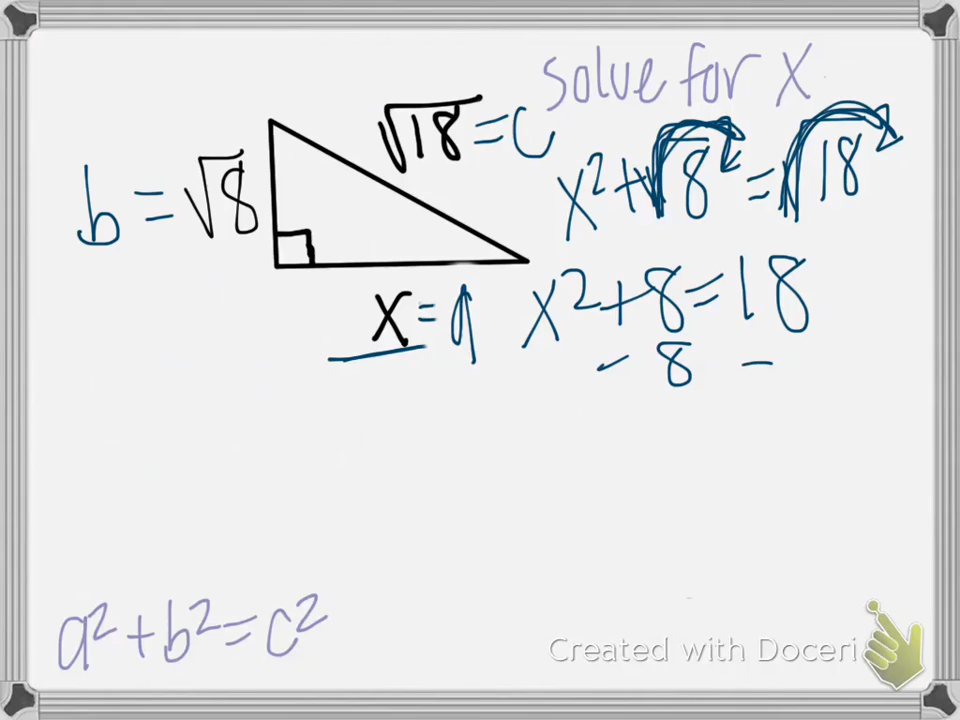 solve for x
√18 = c
b = √8
x² + √8² = √18²
x = a
x² + 8 = 18
- 8 -
a² + b² = c²
Created with Doceri